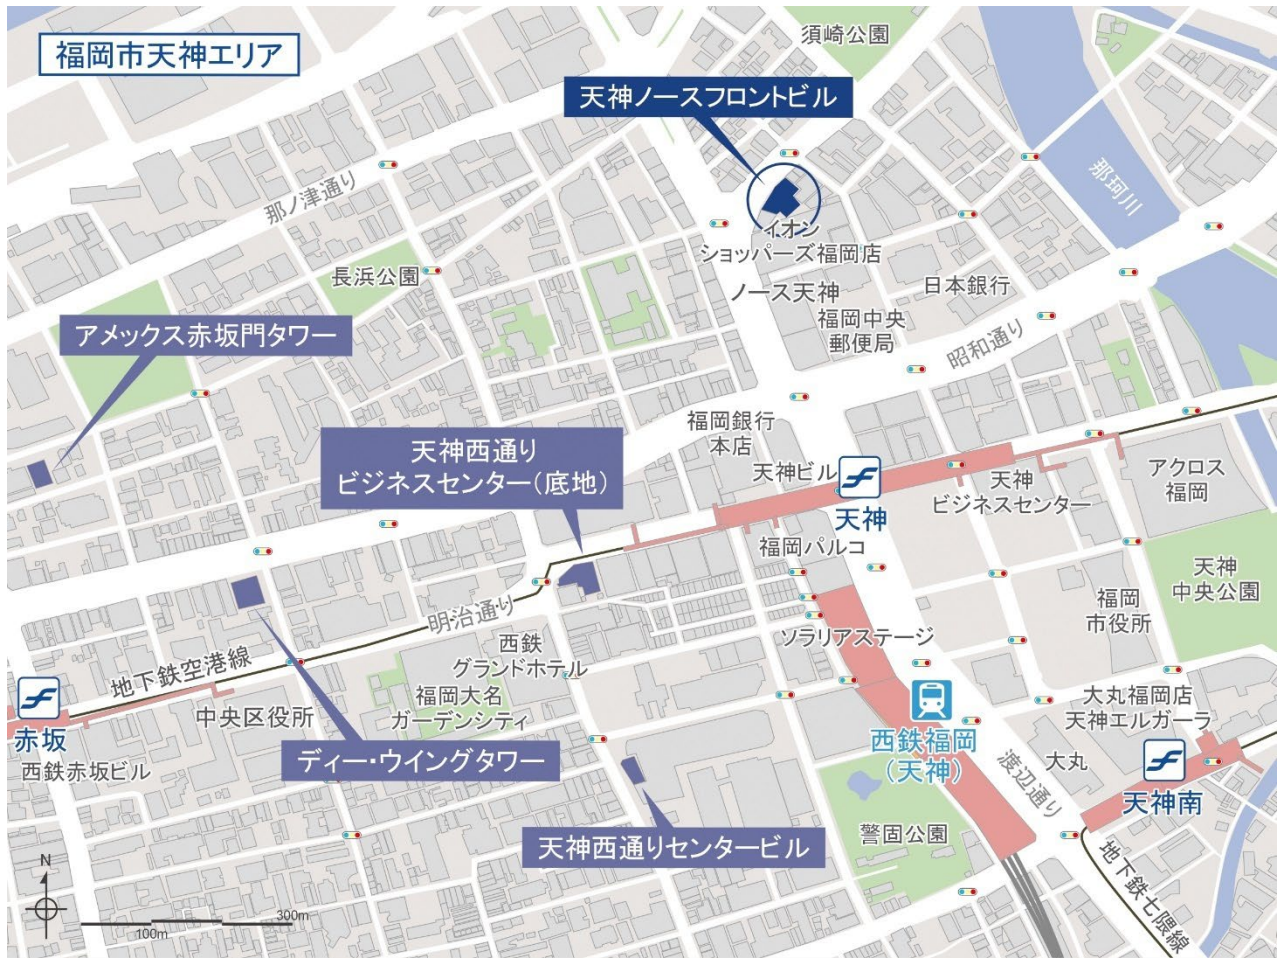 福岡市天神エリア
須崎公園
天神ノースフロントビル
那珂川
那ノ津通り
イオン
ショッパーズ福岡店
長浜公園
ノース天神
日本銀行
福岡中央
郵便局
昭和通り
アメックス赤坂門タワー
福岡銀行
本店
天神西通り
ビジネスセンター（底地）
天神ビル
天神
天神
ビジネスセンター
アクロス
福岡
福岡パルコ
天神
中央公園
福岡
市役所
明治通り
ソラリアステージ
西鉄
グランドホテル
地下鉄空港線
福岡大名
ガーデンシティ
中央区役所
赤坂
西鉄赤坂ビル
ディー・ウイングタワー
西鉄福岡
（天神）
大丸福岡店
天神エルガーラ
大丸
渡辺通り
天神南
天神西通りセンタービル
警固公園
地下鉄七隈線
N
300m
100m